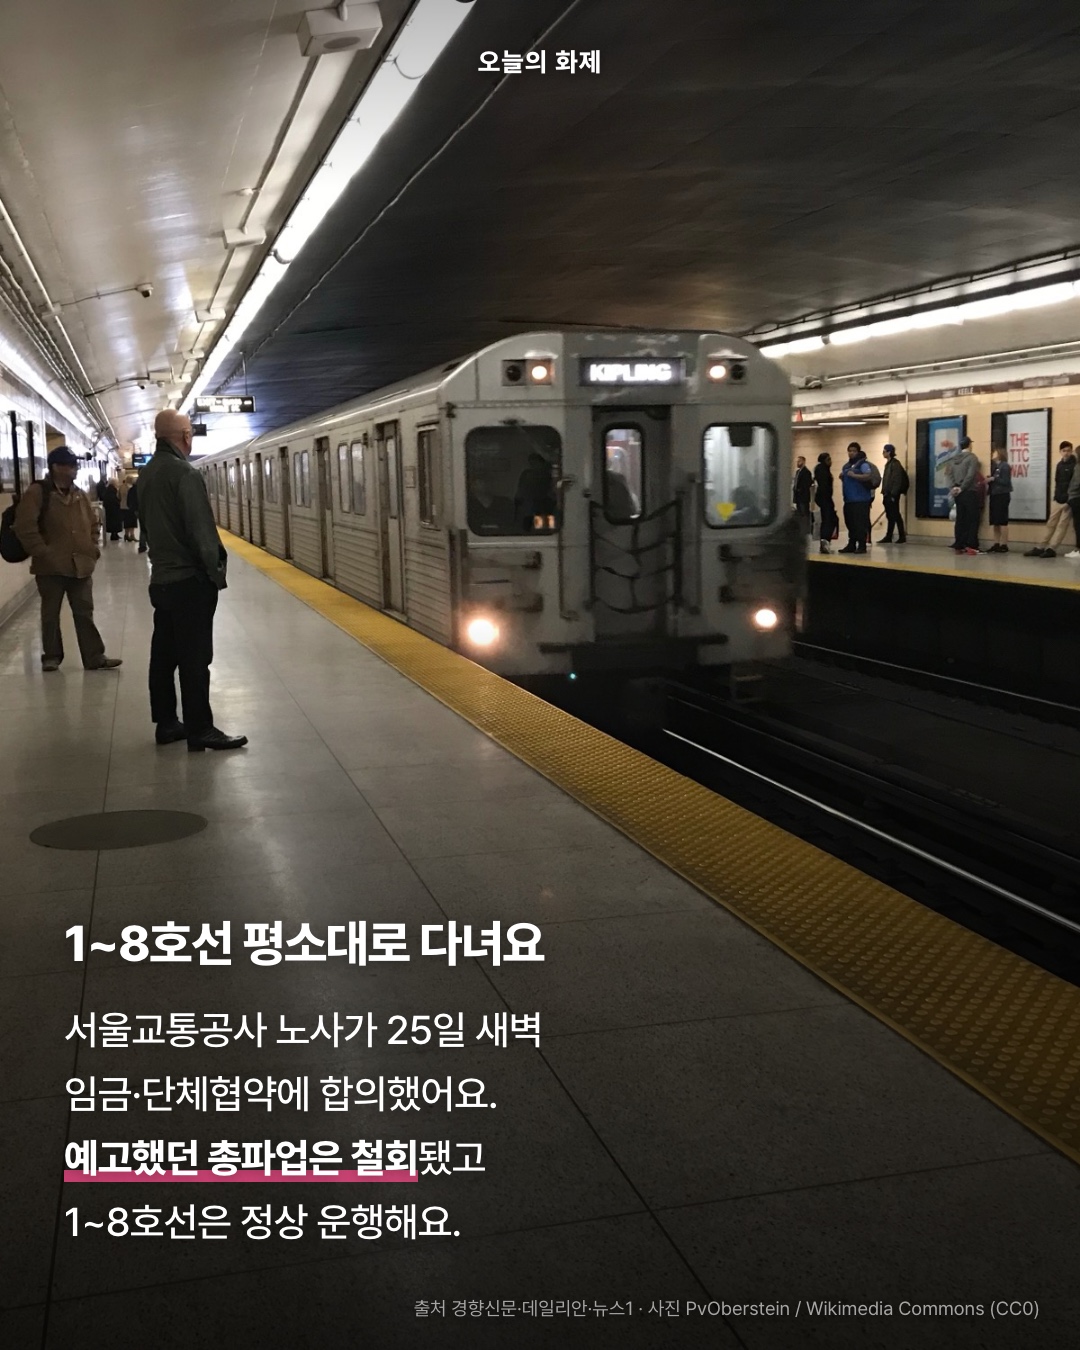 오늘의 화제
KIPLING
THE
TTC
WAY
1~8호선 평소대로 다녀요
서울교통공사 노사가 25일 새벽
임금·단체협약에 합의했어요.
예고했던 총파업은 철회됐고
1~8호선은 정상 운행해요.
출처 경향신문·데일리안·뉴스1 · 사진 PvOberstein / Wikimedia Commons (CC0)